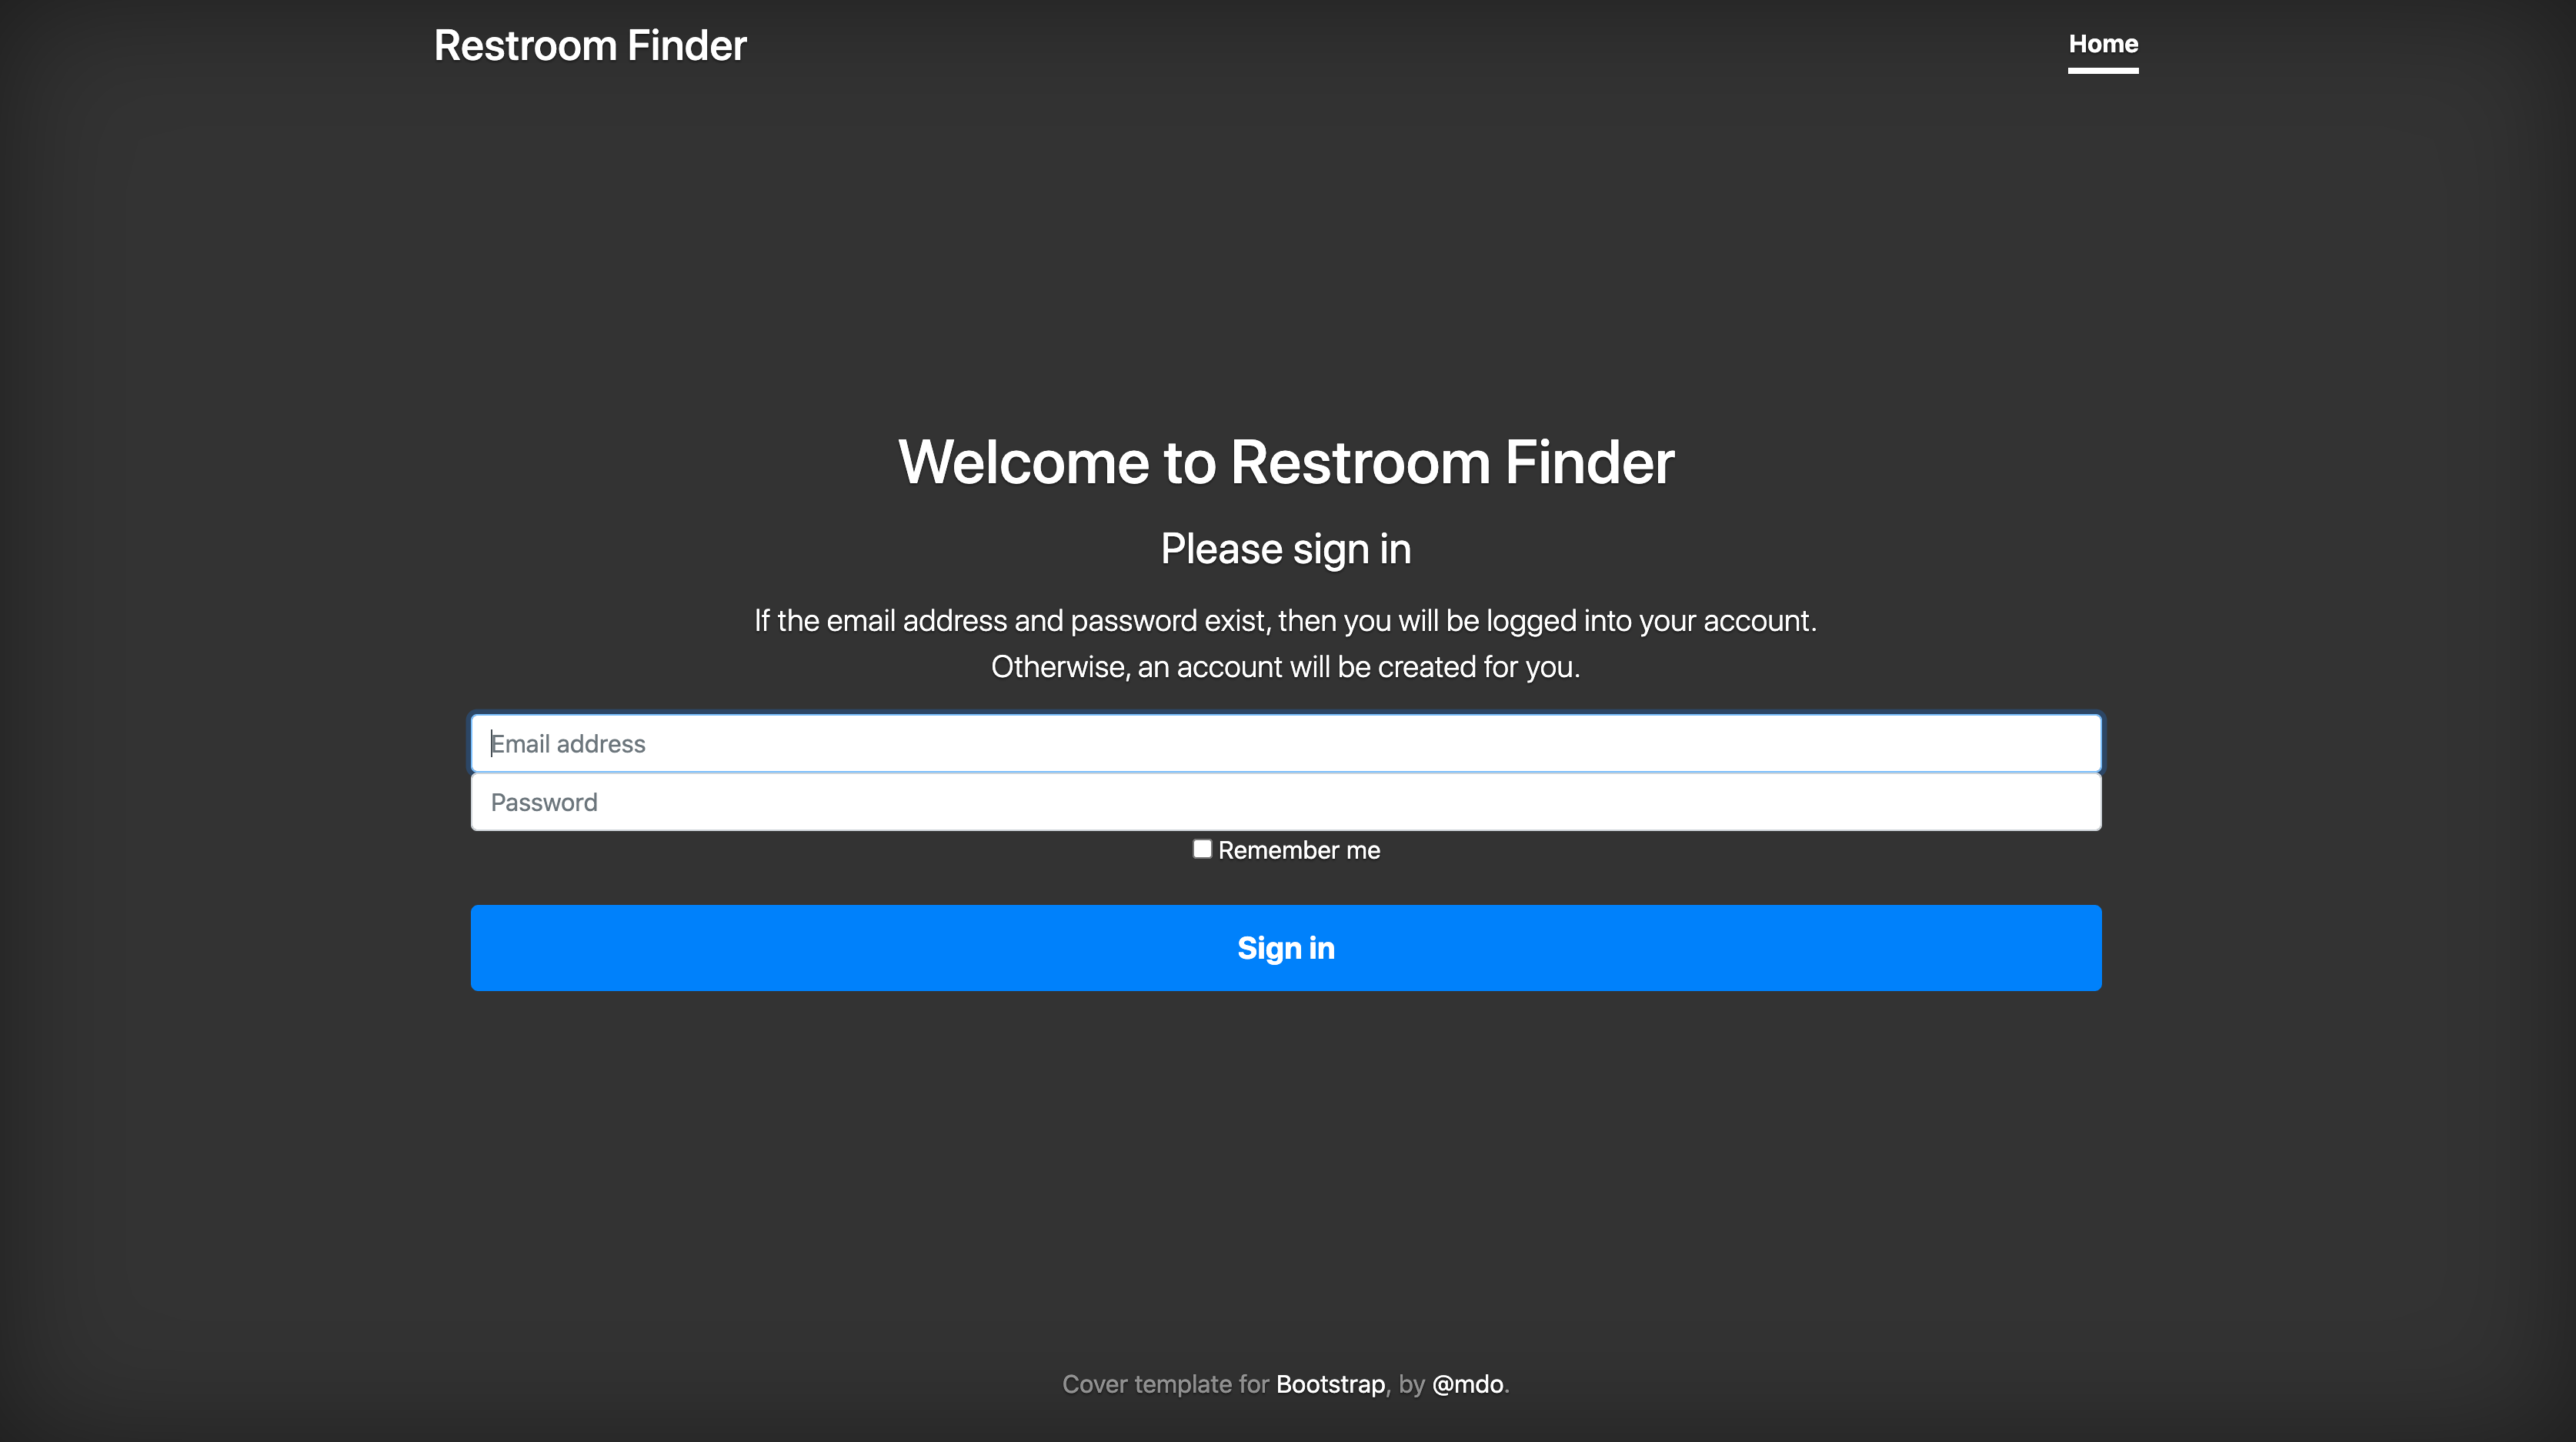 Restroom Finder
Home
Welcome to Restroom Finder
Please sign in
If the email address and password exist, then you will be logged into your account.
Otherwise, an account will be created for you.
Email address
Password
Remember me
Sign in
Cover template for Bootstrap, by @mdo.